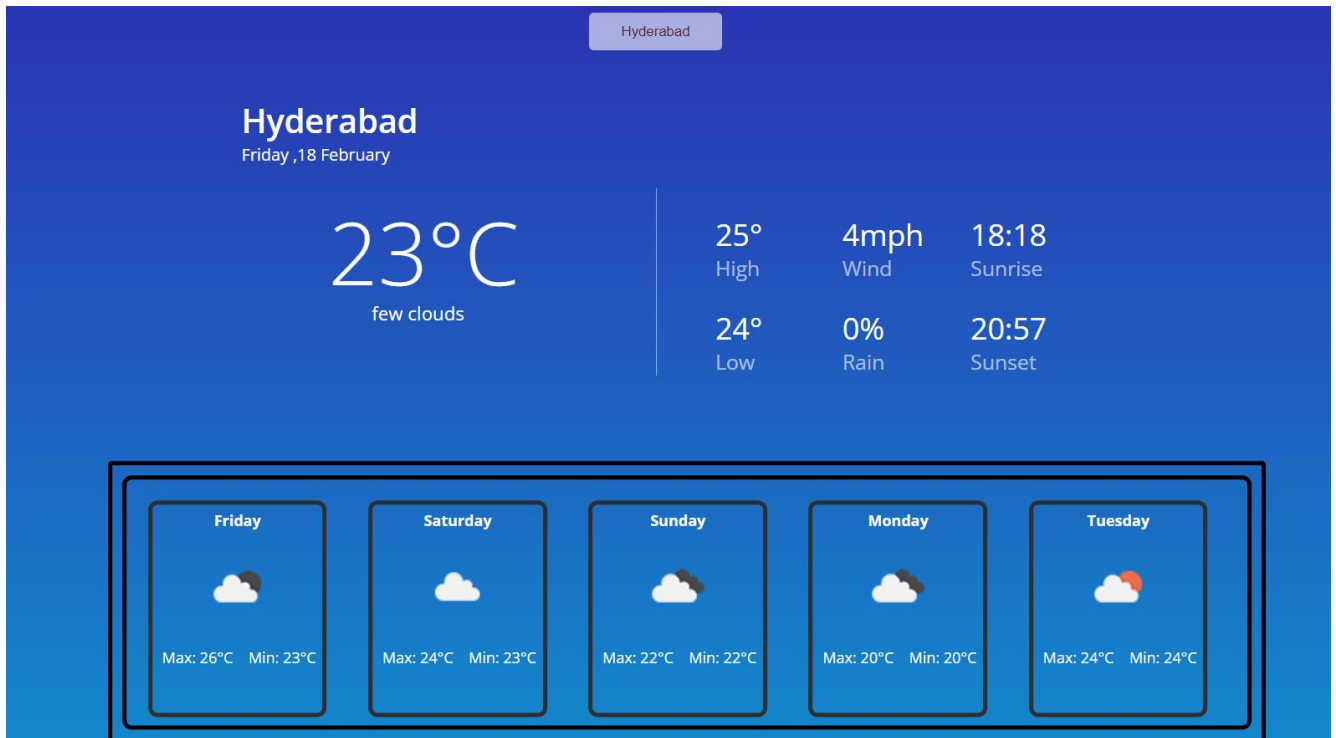 Hyderabad
Hyderabad
Friday ,18 February
23°C
few clouds
25° 4mph 18:18
High Wind Sunrise
24° 0% 20:57
Low Rain Sunset
Friday Saturday Sunday Monday Tuesday
Max: 26°C Min: 23°C Max: 24°C Min: 23°C Max: 22°C Min: 22°C Max: 20°C Min: 20°C Max: 24°C Min: 24°C